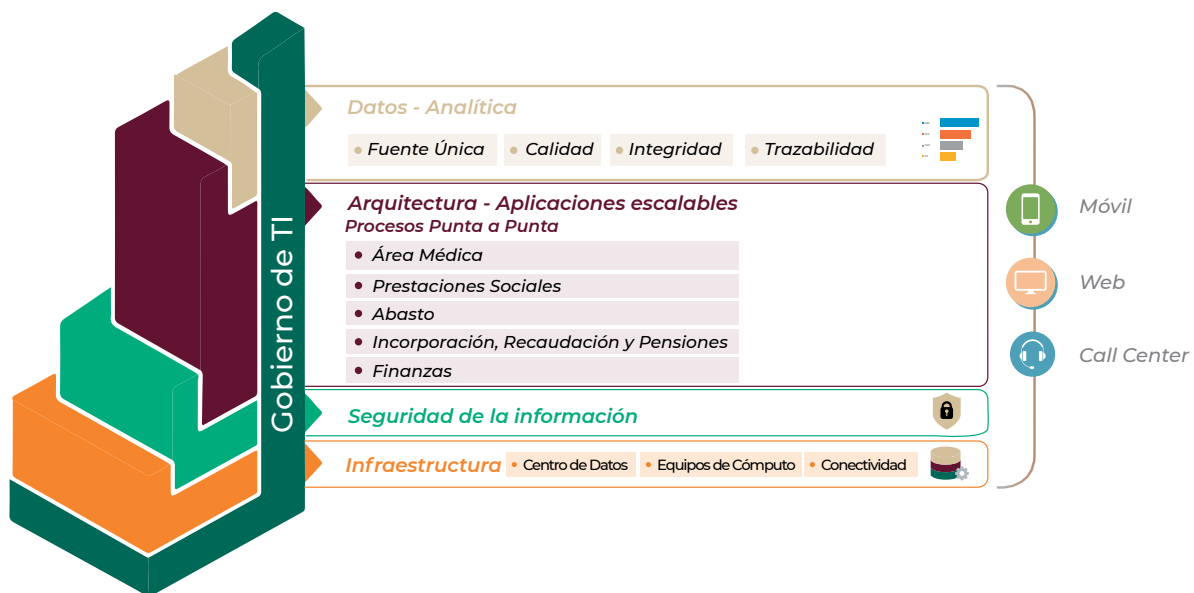 Gobierno de TI
Datos - Analítica
Fuente Única
Calidad
Integridad
Trazabilidad
Arquitectura - Aplicaciones escalables
Procesos Punta a Punta
Área Médica
Prestaciones Sociales
Abasto
Incorporación, Recaudación y Pensiones
Finanzas
Seguridad de la información
Infraestructura
Centro de Datos
Equipos de Cómputo
Conectividad
Móvil
Web
Call Center